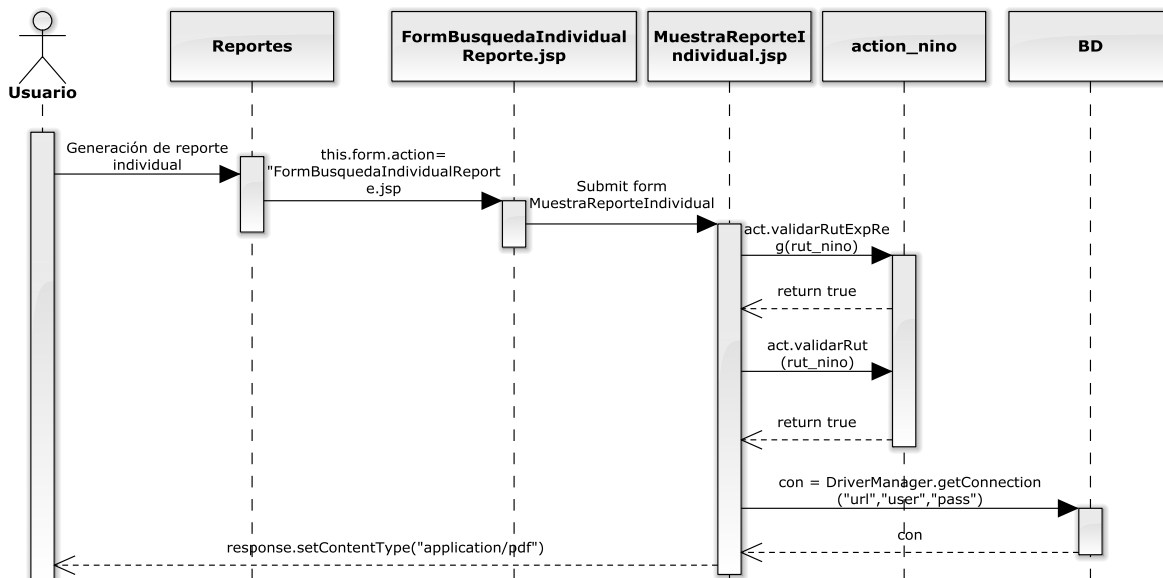 Usuario
Reportes
FormBusquedaIndividual
Reporte.jsp
MuestraReporteI
ndividual.jsp
action_nino
BD
Generación de reporte
individual
this.form.action=
"FormBusquedaIndividualReport
e.jsp
Submit form
MuestraReporteIndividual
act.validarRutExpRe
g(rut_nino)
return true
act.validarRut
(rut_nino)
return true
con = DriverManager.getConnection
("url","user","pass")
con
response.setContentType("application/pdf")